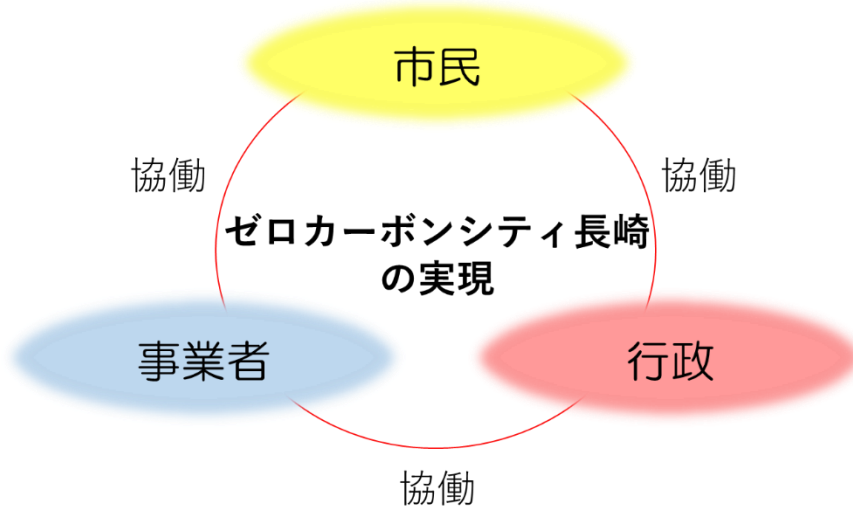 市民
協働
協働
ゼロカーボンシティ長崎
の実現
事業者
行政
協働